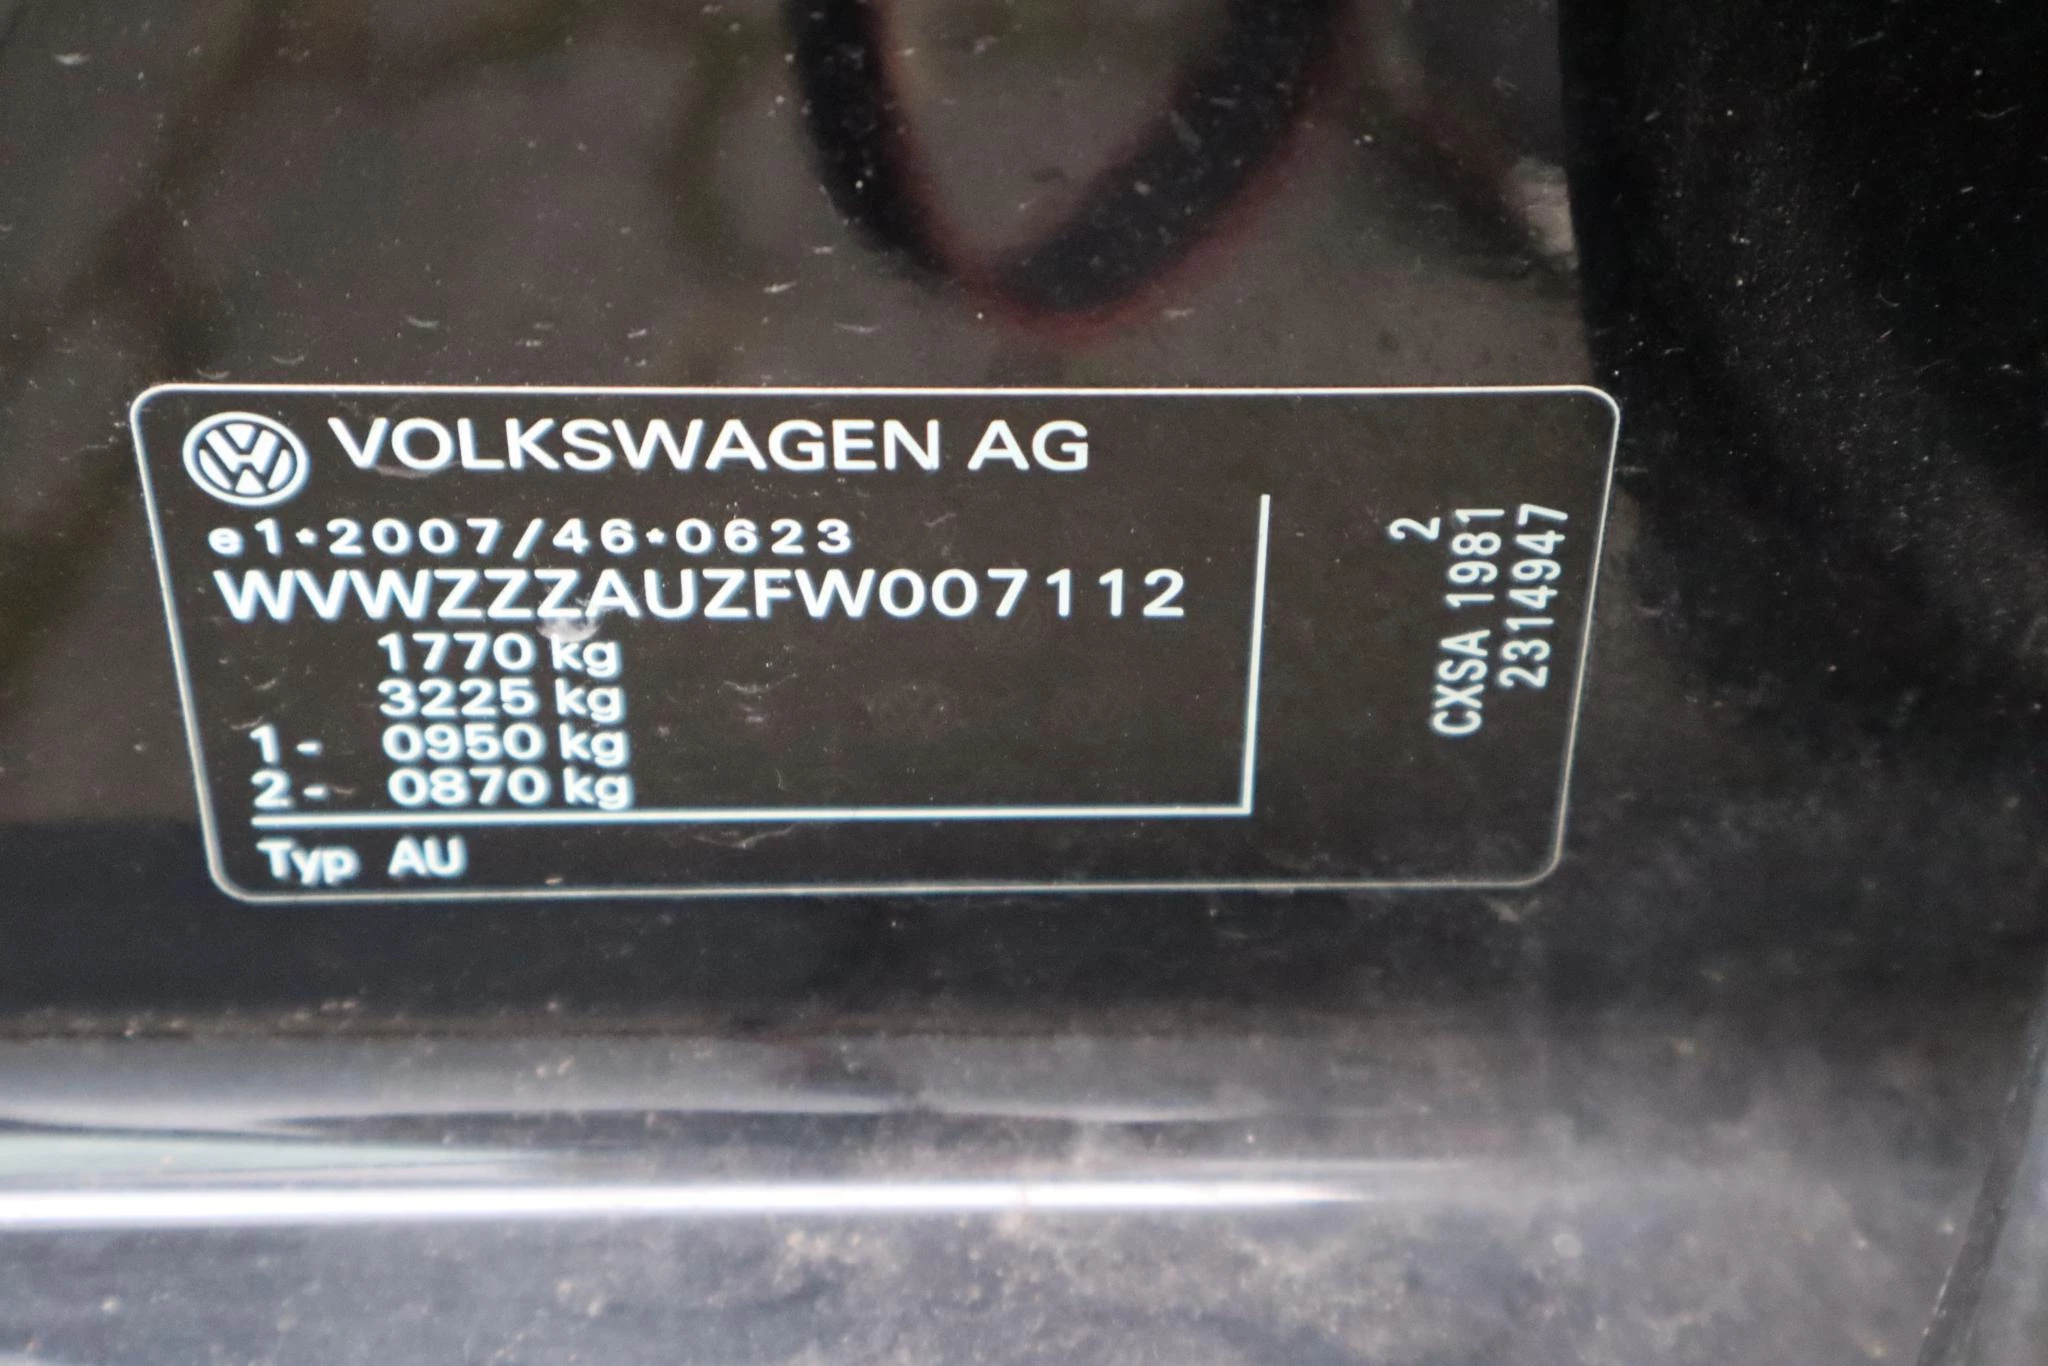 VOLKSWAGEN AG
e1*2007/46*0623
WVWZZZAUZFW007112
1770 kg
3225 kg
1- 0950 kg
2- 0870 kg
Typ AU
2
CXSA 1981
23149947